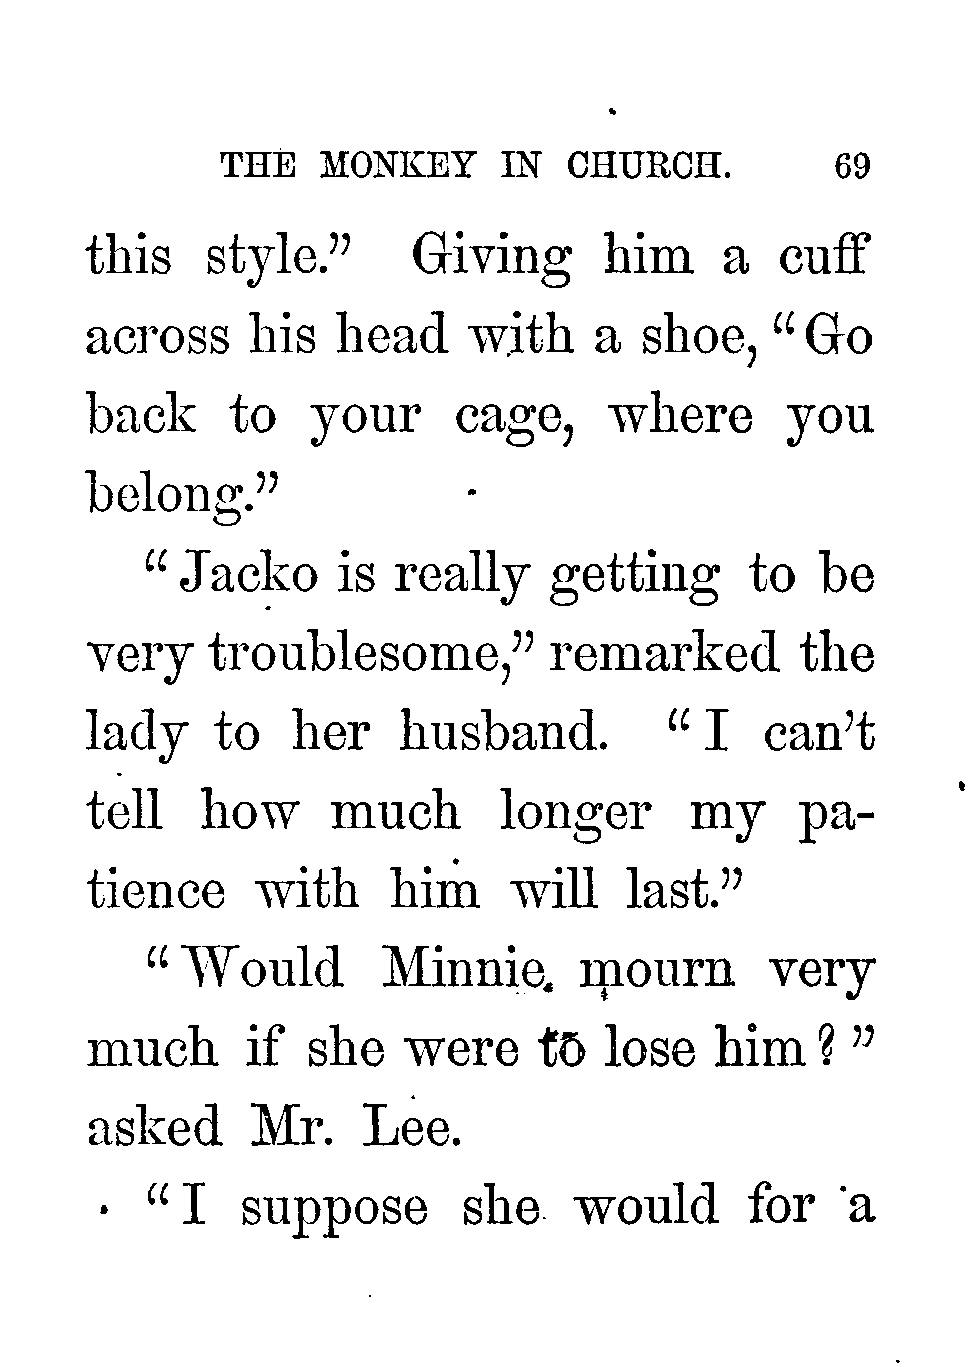 THE MONKEY IN CHURCH. 69
this style.” Giving him a cuff
across his head with a shoe, “Go
back to your cage, where you
belong.”
“Jacko is really getting to be
very troublesome,” remarked the
lady to her husband. “I can’t
tell how much longer my pa-
tience with him will last.”
“Would Minnie mourn very
much if she were to lose him?”
asked Mr. Lee.
“I suppose she would for a